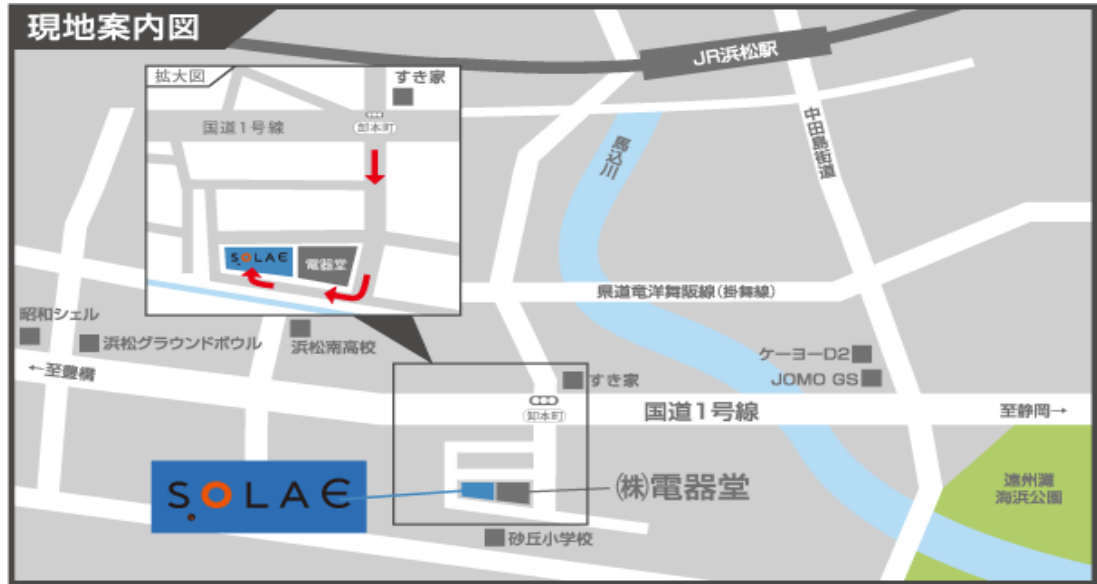 現地案内図
JR浜松駅
拡大図
すき家
国道1号線
卸本町
SOLAE
電器堂
馬込川
中田島街道
県道竜洋舞阪線(掛舞線)
昭和シェル
浜松グラウンドボウル
浜松南高校
←至豊橋
ケーヨーD2
JOMO GS
すき家
卸本町
国道1号線
至静岡→
SOLAE
㈱電器堂
遠州灘
海浜公園
砂丘小学校